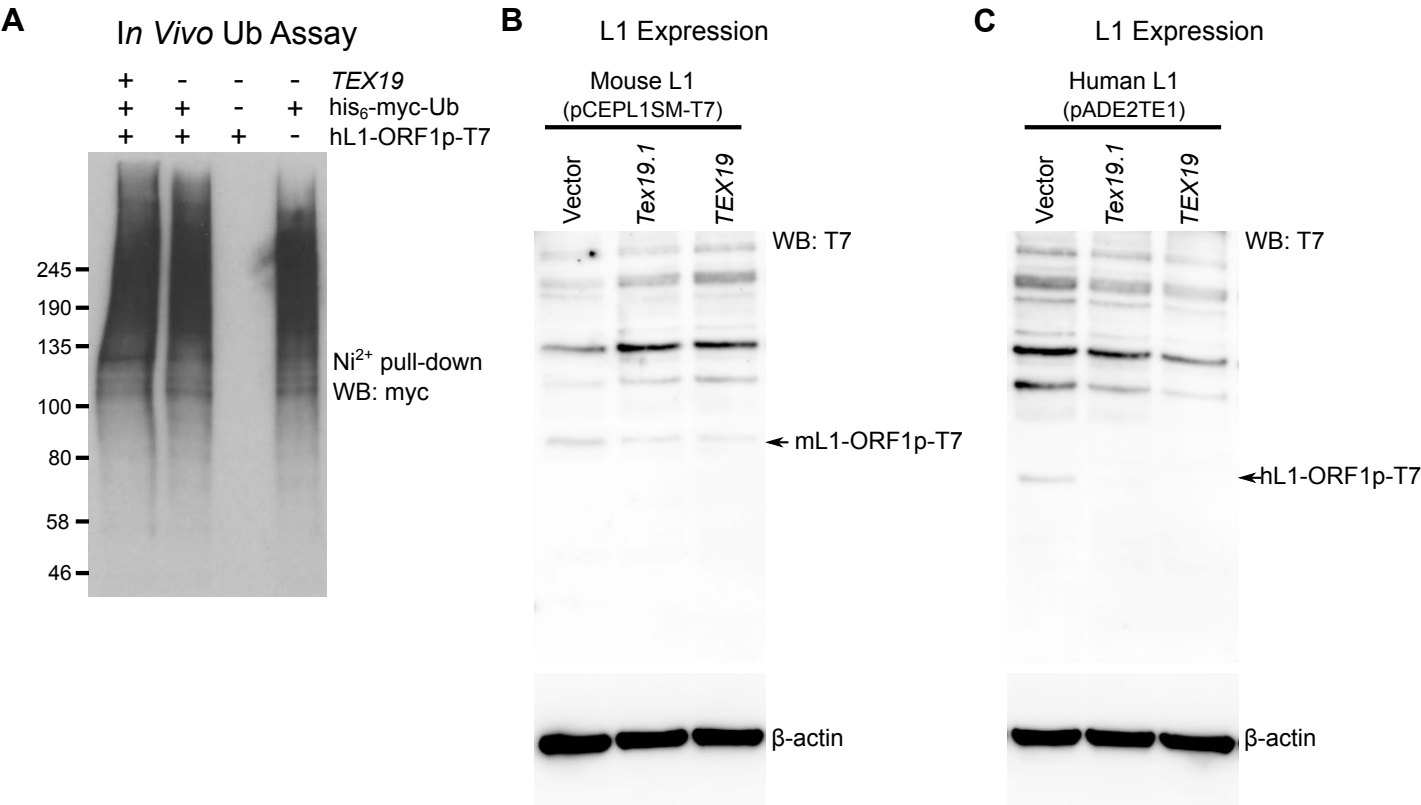 A
In Vivo Ub Assay
+ - - - TEX19
+ + - + his6-myc-Ub
+ + + - hL1-ORF1p-T7
245
190
135
100
80
58
46
Ni2+ pull-down
WB: myc
B
L1 Expression
Mouse L1
(pCEPL1SM-T7)
Vector
Tex19.1
TEX19
WB: T7
mL1-ORF1p-T7
β-actin
C
L1 Expression
Human L1
(pADE2TE1)
Vector
Tex19.1
TEX19
WB: T7
hL1-ORF1p-T7
β-actin